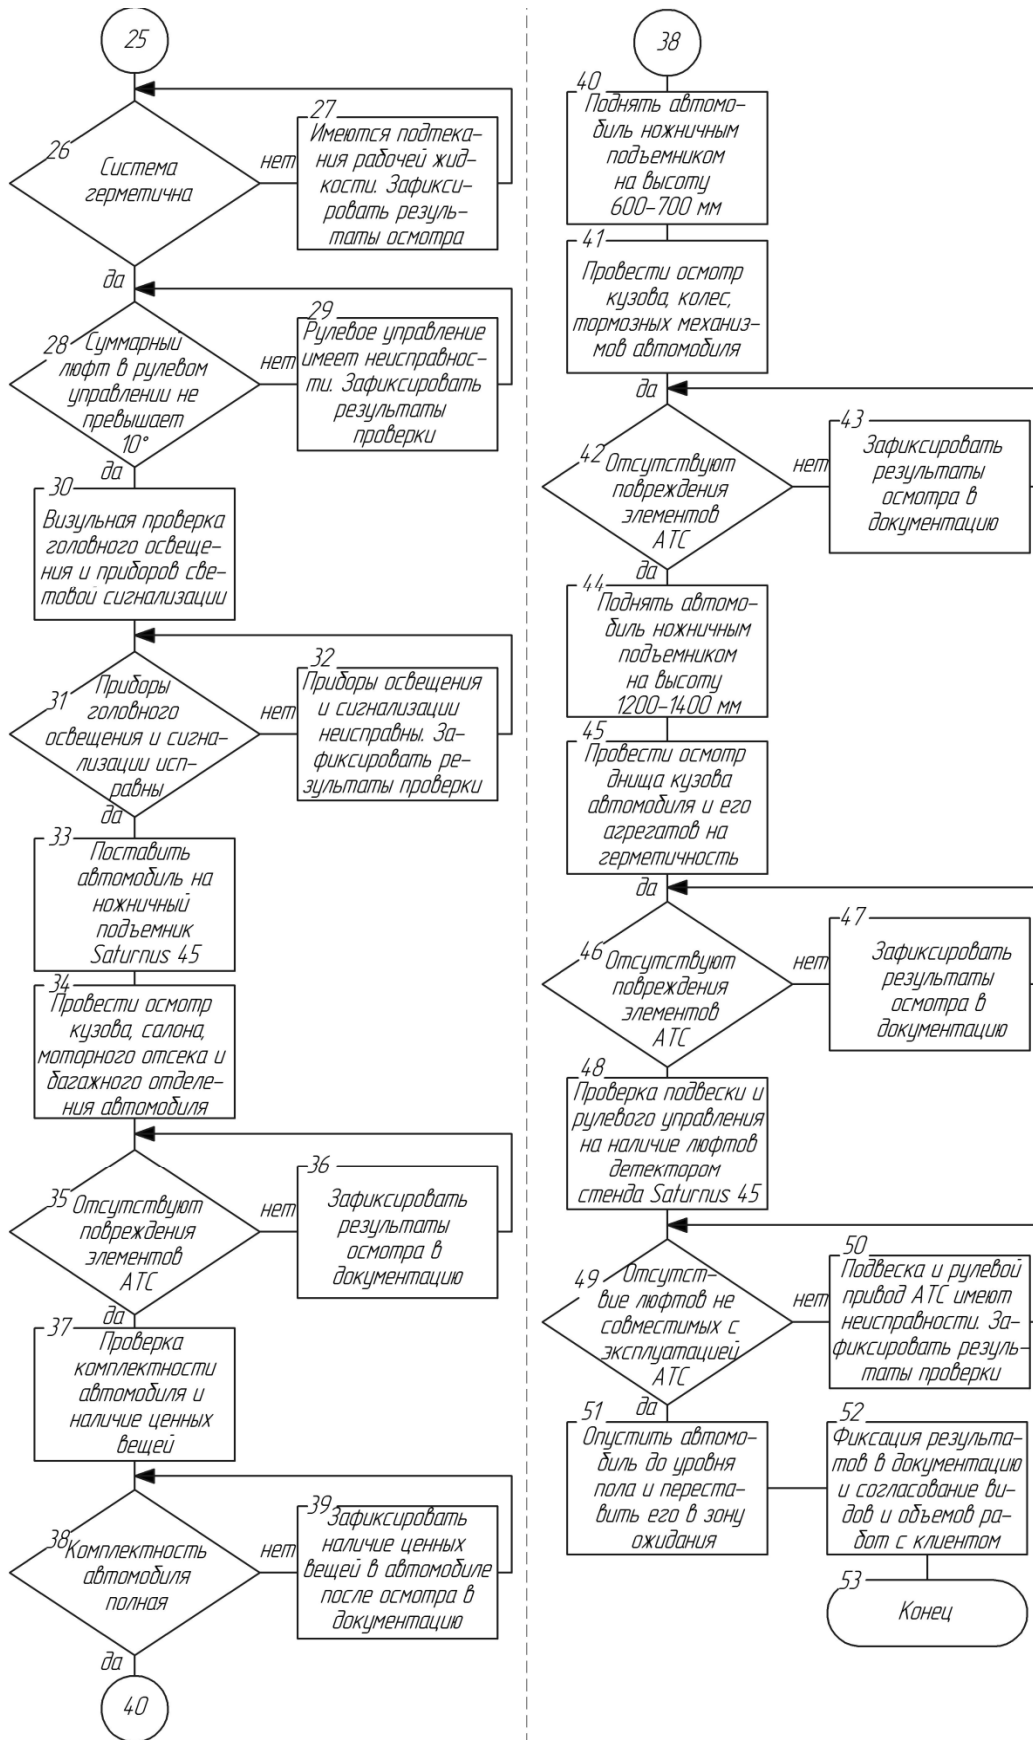 25
26
Система
герметична
нет
27
Имеются подтека-
ния рабочей жид-
кости. Зафикси-
ровать резуль-
таты осмотра
да
28
Суммарный
люфт в рулевом
управлении не
превышает
10°
нет
29
Рулевое управление
имеет неисправнос-
ти. Зафиксировать
результаты
проверки
да
30
Визульная проверка
головного освеще-
ния и приборов све-
товой сигнализации
31
Приборы
головного
освещения и сигна-
лизации исп-
равны
нет
32
Приборы освещения
и сигнализации
неисправны. За-
фиксировать ре-
зультаты проверки
да
33
Поставить
автомобиль на
ножничный
подъемник
Saturnus 45
34
Провести осмотр
кузова, салона,
моторного отсека и
багажного отделе-
ния автомобиля
35
Отсутствуют
повреждения
элементов
АТС
нет
36
Зафиксировать
результаты
осмотра в
документацию
да
37
Проверка
комплектности
автомобиля и
наличие ценных
вещей
38
Комплектность
автомобиля
полная
нет
39
Зафиксировать
наличие ценных
вещей в автомобиле
после осмотра в
документацию
да
40
38
40
Поднять автомо-
биль ножничным
подъемником
на высоту
600-700 мм
41
Провести осмотр
кузова, колес,
тормозных механиз-
мов автомобиля
да
42
Отсутствуют
повреждения
элементов
АТС
нет
43
Зафиксировать
результаты
осмотра в
документацию
да
44
Поднять автомо-
биль ножничным
подъемником
на высоту
1200-1400 мм
45
Провести осмотр
днища кузова
автомобиля и его
агрегатов на
герметичность
да
46
Отсутствуют
повреждения
элементов
АТС
нет
47
Зафиксировать
результаты
осмотра в
документацию
48
Проверка подвески и
рулевого управления
на наличие люфтов
детектором
стенда Saturnus 45
49
Отсутст-
вие люфтов не
совместимых с
эксплуатацией
АТС
нет
50
Подвеска и рулевой
привод АТС имеют
неисправности. За-
фиксировать резуль-
таты проверки
да
51
Опустить автомо-
биль до уровня
пола и переста-
вить его в зону
ожидания
52
Фиксация результа-
тов в документацию
и согласование ви-
дов и объемов ра-
бот с клиентом
53
Конец